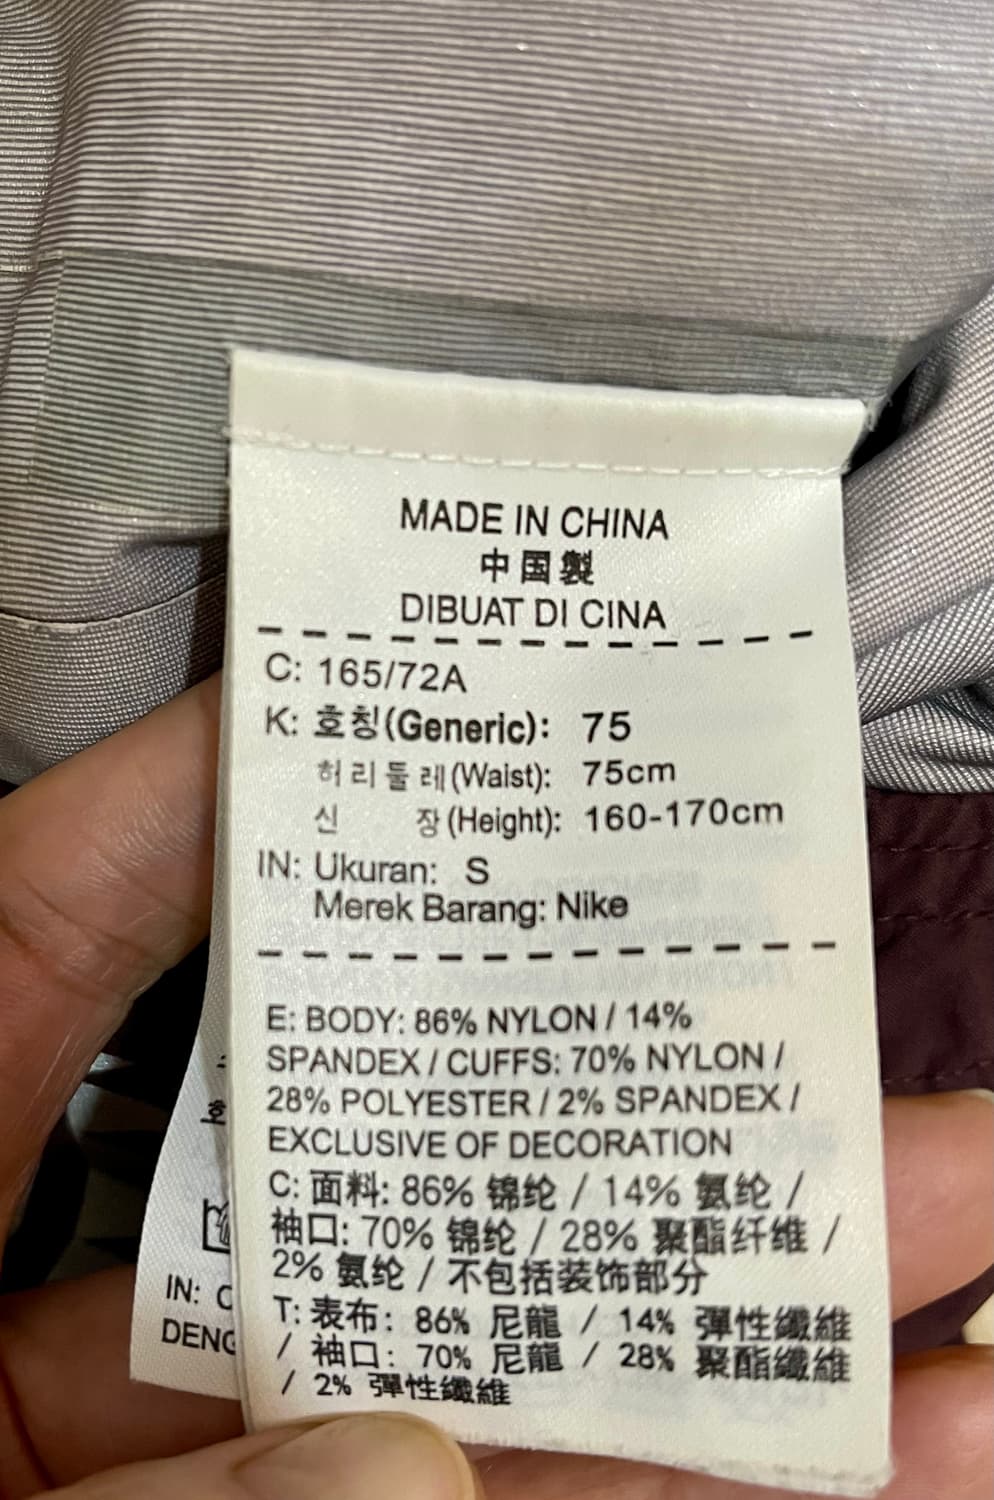 MADE IN CHINA
中国製
DIBUAT DI CINA
C: 165/72A
K: 호칭(Generic): 75
허리둘레(Waist): 75cm
신 장(Height): 160-170cm
IN: Ukuran: S
Merek Barang: Nike
E: BODY: 86% NYLON / 14%
SPANDEX / CUFFS: 70% NYLON /
28% POLYESTER / 2% SPANDEX /
EXCLUSIVE OF DECORATION
C: 面料: 86% 锦纶 / 14% 氨纶 /
袖口: 70% 锦纶 / 28% 聚酯纤维 /
2% 氨纶 / 不包括装饰部分
T: 表布: 86% 尼龍 / 14% 彈性纖維
/ 袖口: 70% 尼龍 / 28% 聚酯纖維
/ 2% 彈性纖維
IN: